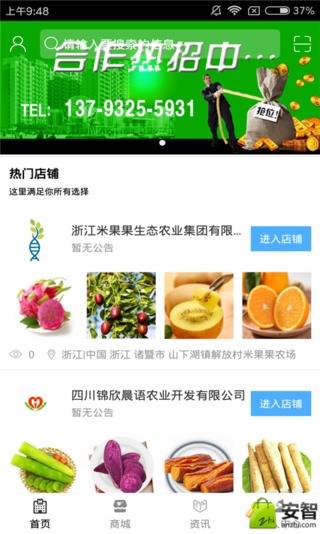 上午9:48
57
请输入要搜索的信息
合作热招中...
TEL: 137-9325-5931
抢位!
热门店铺
这里满足你所有选择
浙江米果果生态农业集团有限...
暂无公告
进入店铺
0
浙江|中国 浙江 诸暨市 山下湖镇解放村米果果农场
四川锦欣晨语农业开发有限公司
暂无公告
进入店铺
首页
商城
资讯
安智
anzhi.com